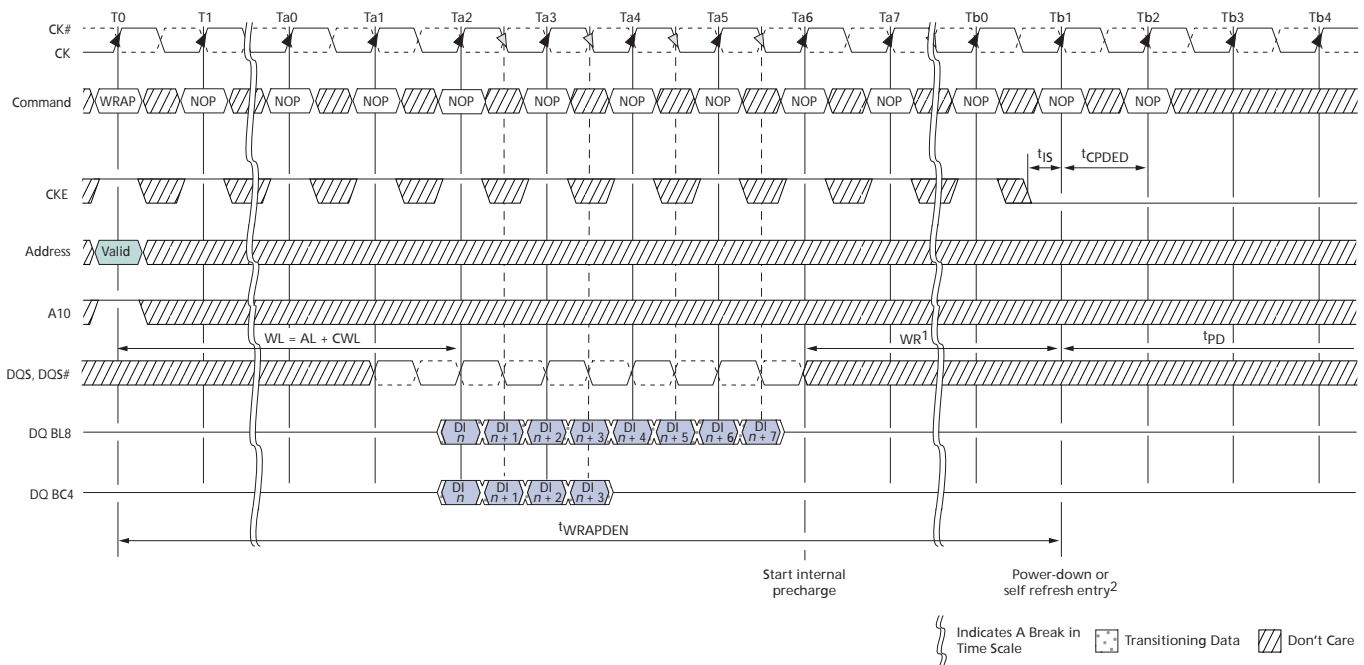 T0 T1 Ta0 Ta1 Ta2 Ta3 Ta4 Ta5 Ta6 Ta7 Tb0 Tb1 Tb2 Tb3 Tb4
CK#
CK
Command WRAP NOP NOP NOP NOP NOP NOP NOP NOP NOP NOP NOP NOP
tIS tCPDED
CKE
Address Valid
A10
WL = AL + CWL WR1 tPD
DQS, DQS#
DQ BL8 DI n DI n + 1 DI n + 2 DI n + 3 DI n + 4 DI n + 5 DI n + 6 DI n + 7
DQ BC4 DI n DI n + 1 DI n + 2 DI n + 3
tWRAPDEN
Start internal
precharge
Power-down or
self refresh entry2
Indicates A Break in
Time Scale
Transitioning Data
Don't Care